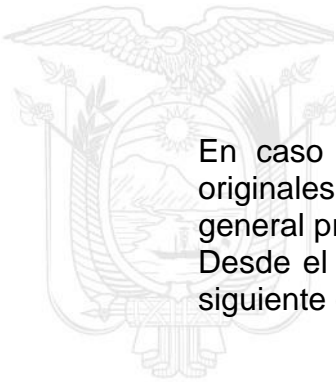 En caso
originales
general pr
Desde el
siguiente